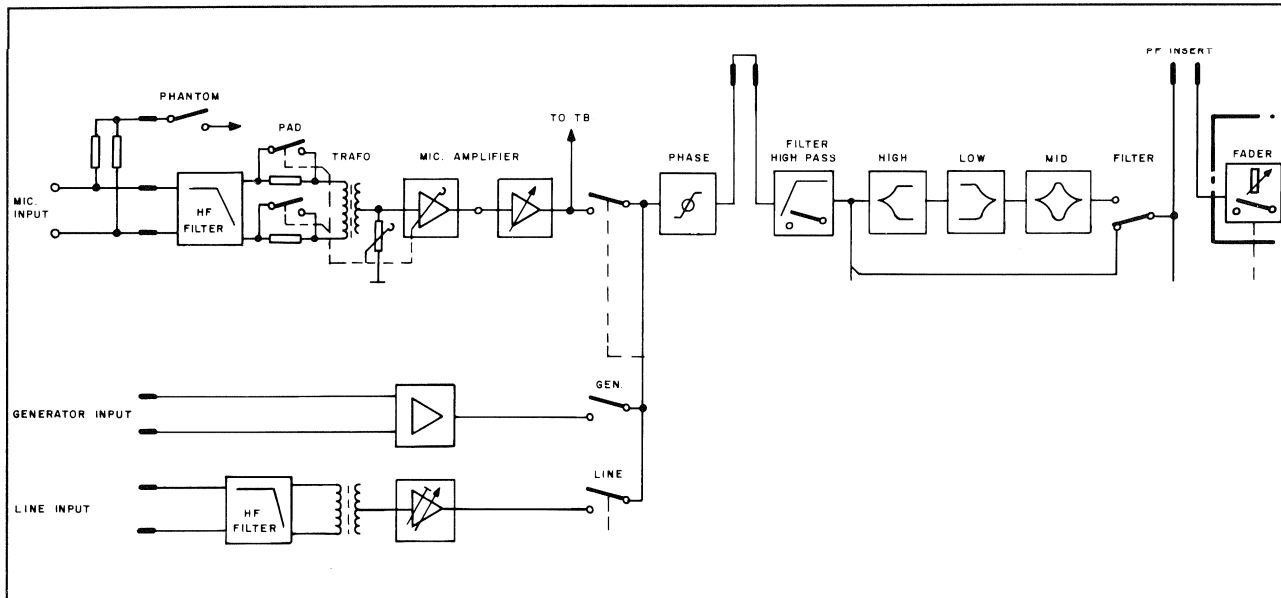 PF INSERT
PHANTOM
PAD
TO TB
TRAFO
MIC. AMPLIFIER
PHASE
FILTER
HIGH PASS
HIGH
LOW
MID
FILTER
FADER
MIC.
INPUT
HF
FILTER
GEN.
GENERATOR INPUT
LINE
LINE INPUT
HF
FILTER